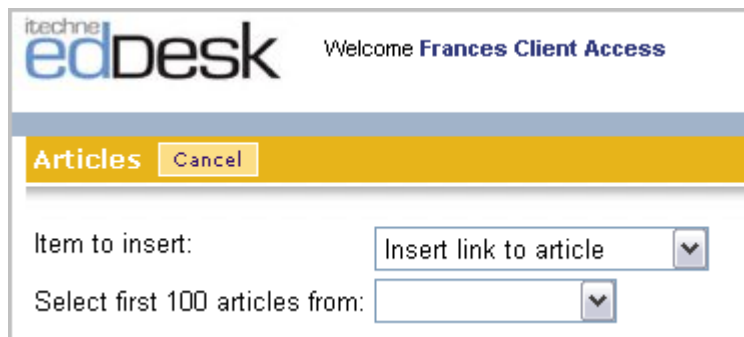 itechne
edDesk
Welcome Frances Client Access
Articles Cancel
Item to insert: Insert link to article
Select first 100 articles from: